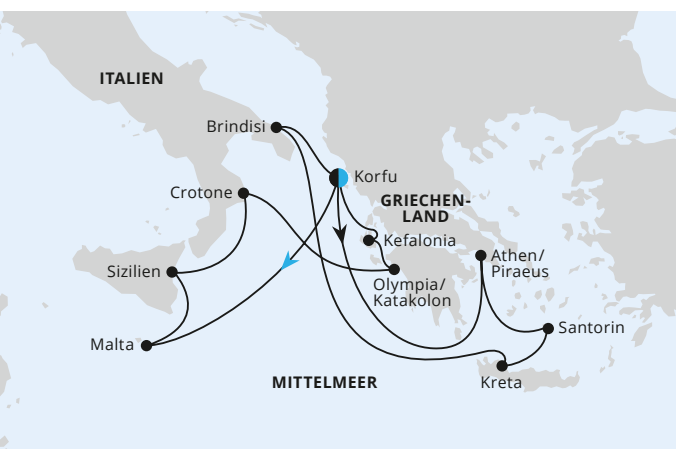 ITALIEN
Brindisi
Korfu
Crotone
GRIECHEN-
LAND
Kefalonia
Athen/
Piraeus
Sizilien
Olympia/
Katakolon
Santorin
Malta
MITTELMEER
Kreta